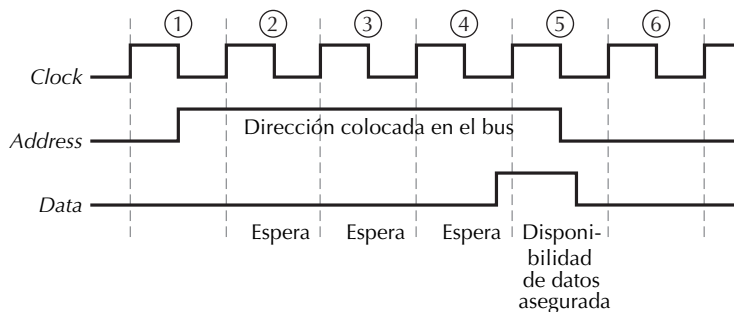 ① ② ③ ④ ⑤ ⑥
Clock
Dirección colocada en el bus
Address
Data
Espera Espera Espera Disponi-
bilidad
de datos
asegurada